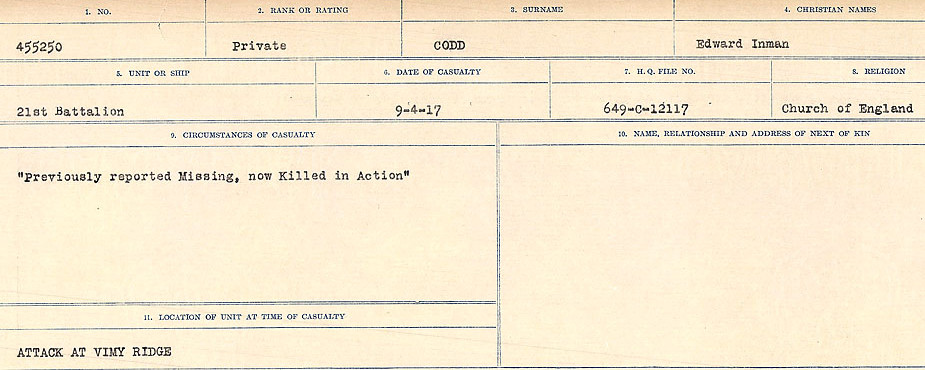 1. NO.
2. RANK OR RATING
3. SURNAME
4. CHRISTIAN NAMES
455250
Private
CODD
Edward Inman
5. UNIT OR SHIP
6. DATE OF CASUALTY
7. H.Q. FILE NO.
8. RELIGION
21st Battalion
9-4-17
649-C-12117
Church of England
9. CIRCUMSTANCES OF CASUALTY
10. NAME, RELATIONSHIP AND ADDRESS OF NEXT OF KIN
"Previously reported Missing, now Killed in Action"
11. LOCATION OF UNIT AT TIME OF CASUALTY
ATTACK AT VIMY RIDGE